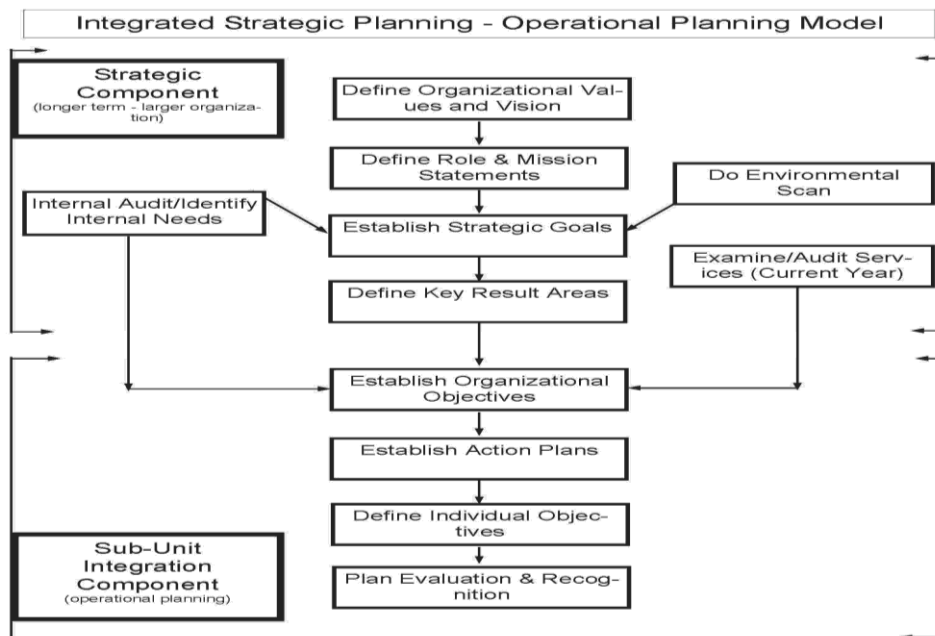 Integrated Strategic Planning - Operational Planning Model
Strategic
Component
(longer term - larger organiza-
tion)
Define Organizational Val-
ues and Vision
Define Role & Mission
Statements
Do Environmental
Scan
Internal Audit/Identify
Internal Needs
Establish Strategic Goals
Examine/Audit Serv-
ices (Current Year)
Define Key Result Areas
Establish Organizational
Objectives
Establish Action Plans
Define Individual Objec-
tives
Sub-Unit
Integration
Component
(operational planning)
Plan Evaluation & Recog-
nition